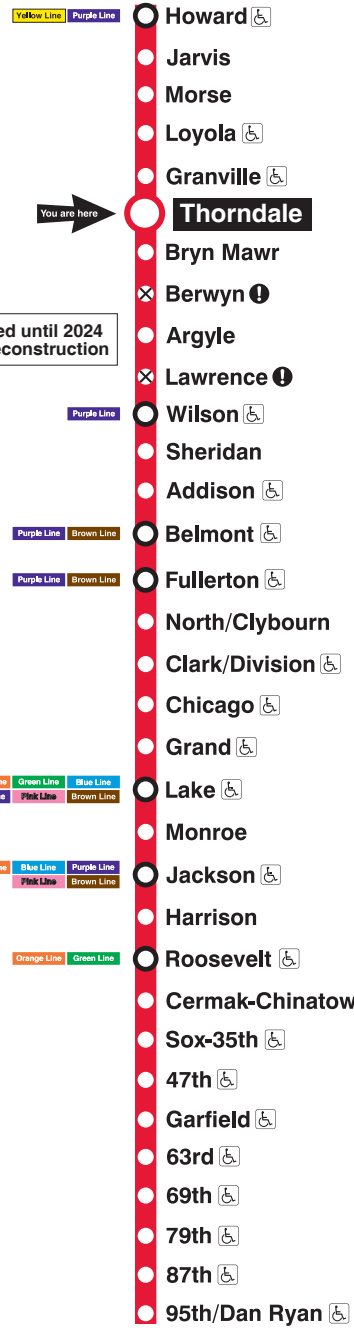 Yellow Line Purple Line Howard
Jarvis
Morse
Loyola
Granville
You are here Thorndale
Bryn Mawr
Berwyn !
until 2024
Argyle
Lawrence !
Purple Line Wilson
Sheridan
Addison
Purple Line Brown Line Belmont
Purple Line Brown Line Fullerton
North/Clybourn
Clark/Division
Chicago
Grand
Green Line Blue Line
Pink Line Brown Line
Lake
Monroe
Blue Line Purple Line
Pink Line Brown Line
Jackson
Harrison
Orange Line Green Line Roosevelt
Cermak-Chinatow
Sox-35th
47th
Garfield
63rd
69th
79th
87th
95th/Dan Ryan